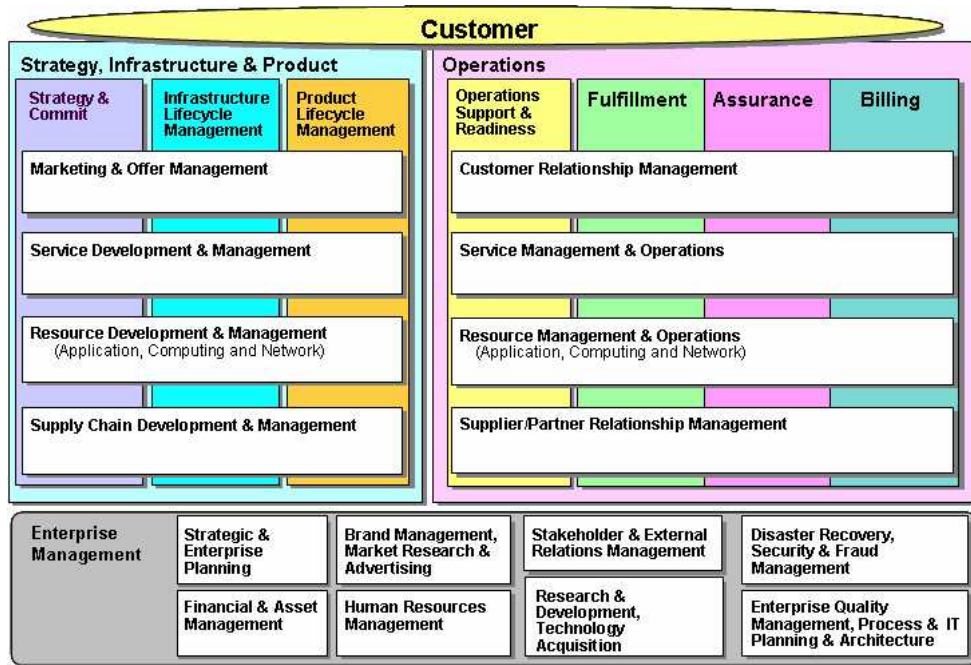 Customer
Strategy, Infrastructure & Product
Strategy &
Commit
Infrastructure
Lifecycle
Management
Product
Lifecycle
Management
Marketing & Offer Management
Service Development & Management
Resource Development & Management
(Application, Computing and Network)
Supply Chain Development & Management
Operations
Operations
Support &
Readiness
Fulfillment
Assurance
Billing
Customer Relationship Management
Service Management & Operations
Resource Management & Operations
(Application, Computing and Network)
Supplier/Partner Relationship Management
Enterprise
Management
Strategic &
Enterprise
Planning
Brand Management,
Market Research &
Advertising
Stakeholder & External
Relations Management
Disaster Recovery,
Security & Fraud
Management
Financial & Asset
Management
Human Resources
Management
Research &
Development,
Technology
Acquisition
Enterprise Quality
Management, Process & IT
Planning & Architecture